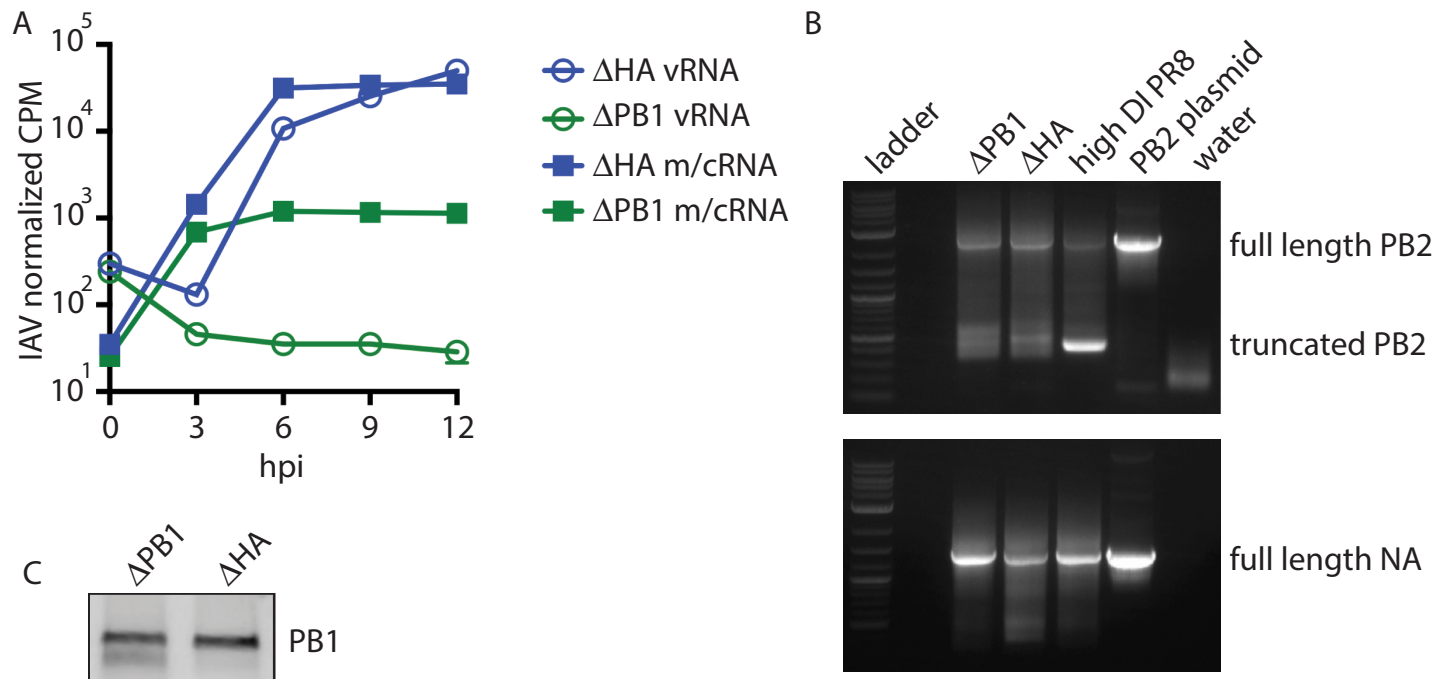 A
IAV normalized CPM
10^5
10^4
10^3
10^2
10^1
0 3 6 9 12
hpi
ΔHA vRNA
ΔPB1 vRNA
ΔHA m/cRNA
ΔPB1 m/cRNA
B
ladder
ΔPB1
ΔHA
high DI PR8
PB2 plasmid
water
full length PB2
truncated PB2
full length NA
C
ΔPB1
ΔHA
PB1